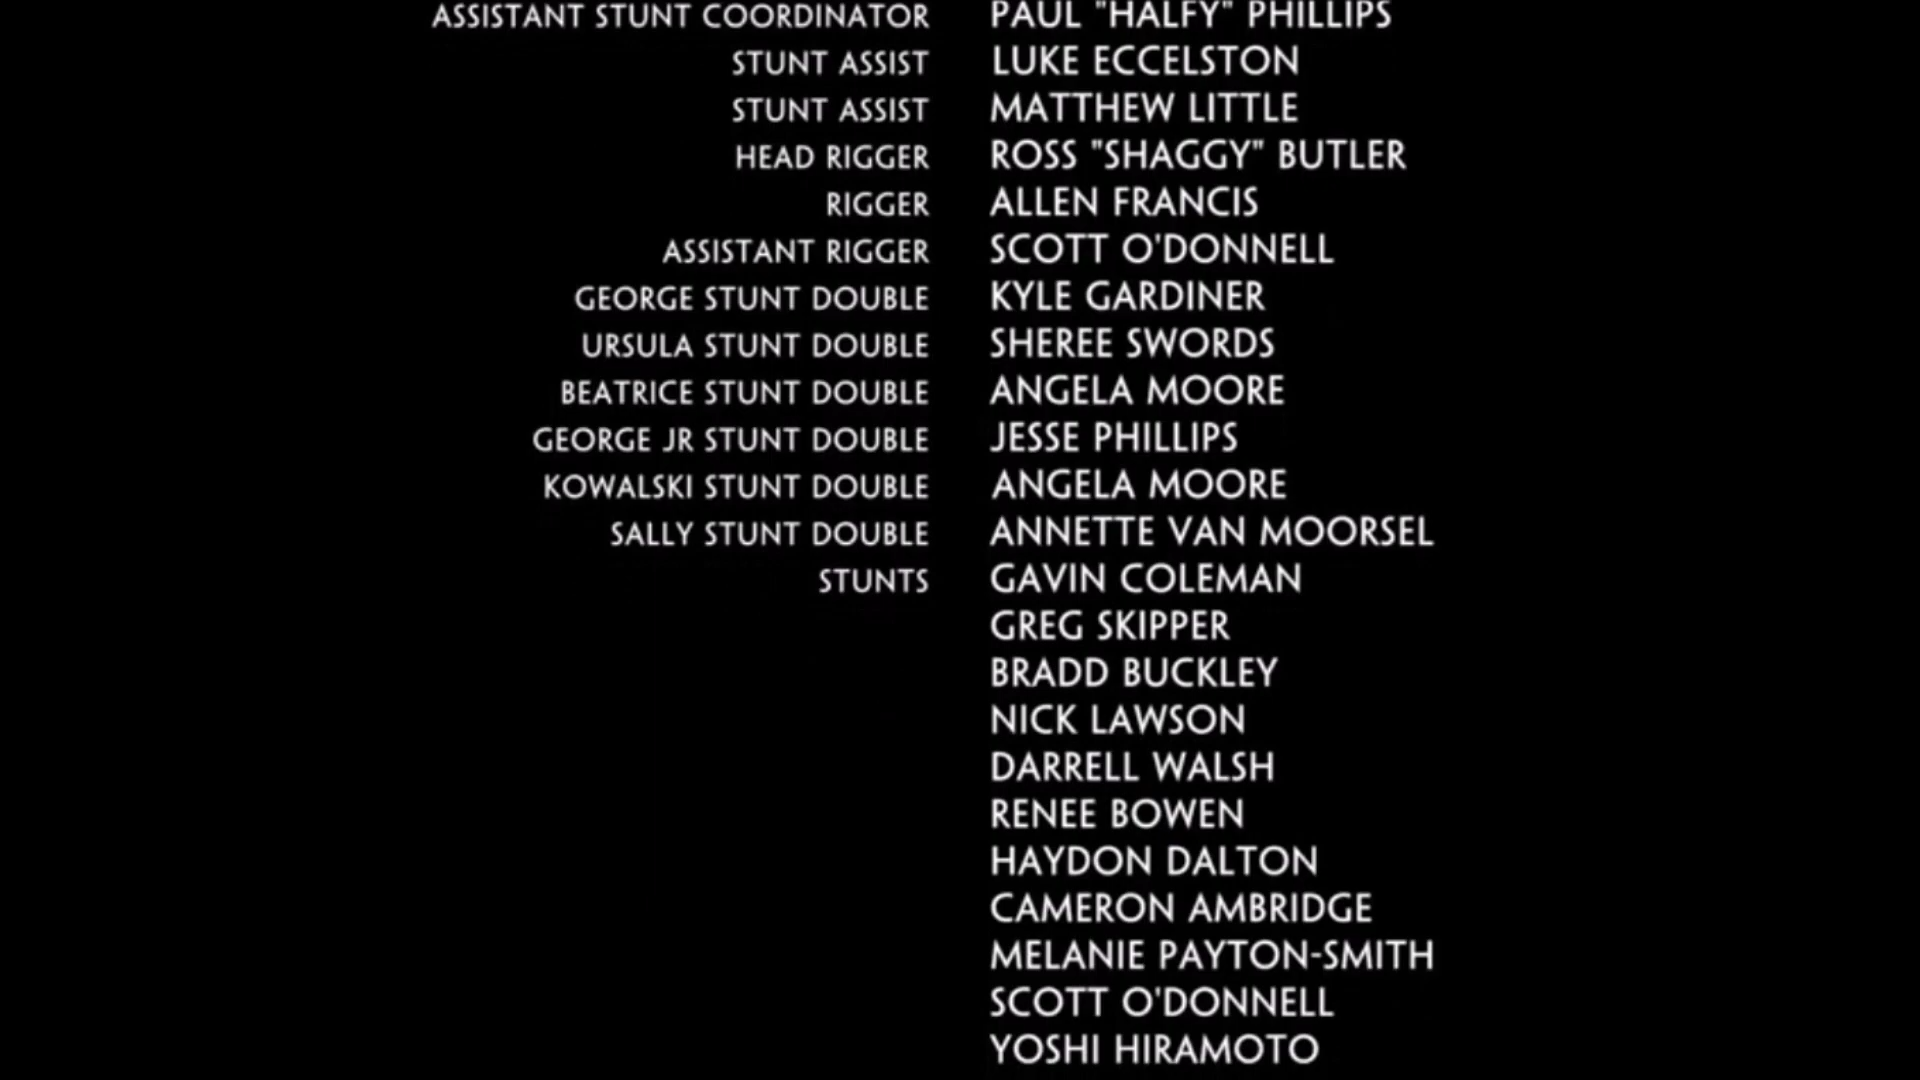 ASSISTANT STUNT COORDINATOR PAUL "HALFY" PHILLIPS
STUNT ASSIST LUKE ECCELSTON
STUNT ASSIST MATTHEW LITTLE
HEAD RIGGER ROSS "SHAGGY" BUTLER
RIGGER ALLEN FRANCIS
ASSISTANT RIGGER SCOTT O'DONNELL
GEORGE STUNT DOUBLE KYLE GARDINER
URSULA STUNT DOUBLE SHEREE SWORDS
BEATRICE STUNT DOUBLE ANGELA MOORE
GEORGE JR STUNT DOUBLE JESSE PHILLIPS
KOWALSKI STUNT DOUBLE ANGELA MOORE
SALLY STUNT DOUBLE ANNETTE VAN MOORSEL
STUNTS GAVIN COLEMAN
GREG SKIPPER
BRADD BUCKLEY
NICK LAWSON
DARRELL WALSH
RENEE BOWEN
HAYDON DALTON
CAMERON AMBRIDGE
MELANIE PAYTON-SMITH
SCOTT O'DONNELL
YOSHI HIRAMOTO